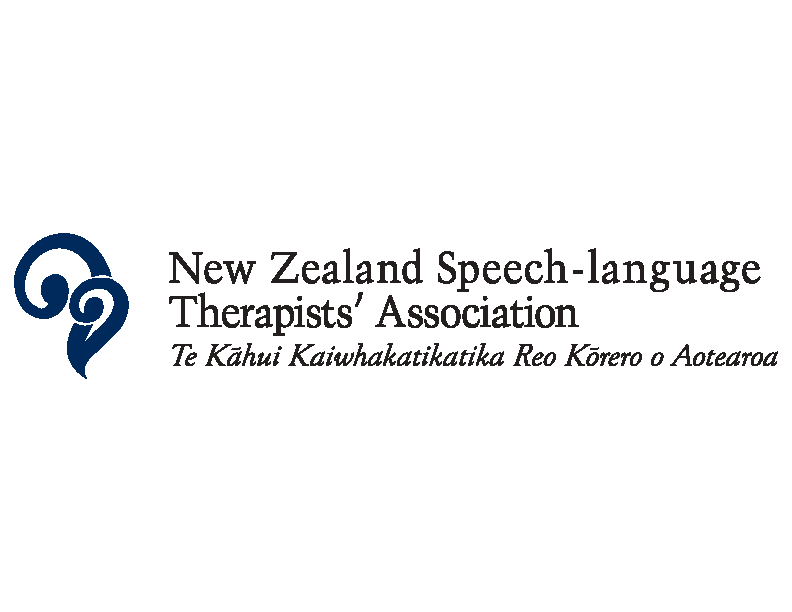 New Zealand Speech-language
Therapists' Association
Te Kāhui Kaiwhakatikatika Reo Kōrero o Aotearoa